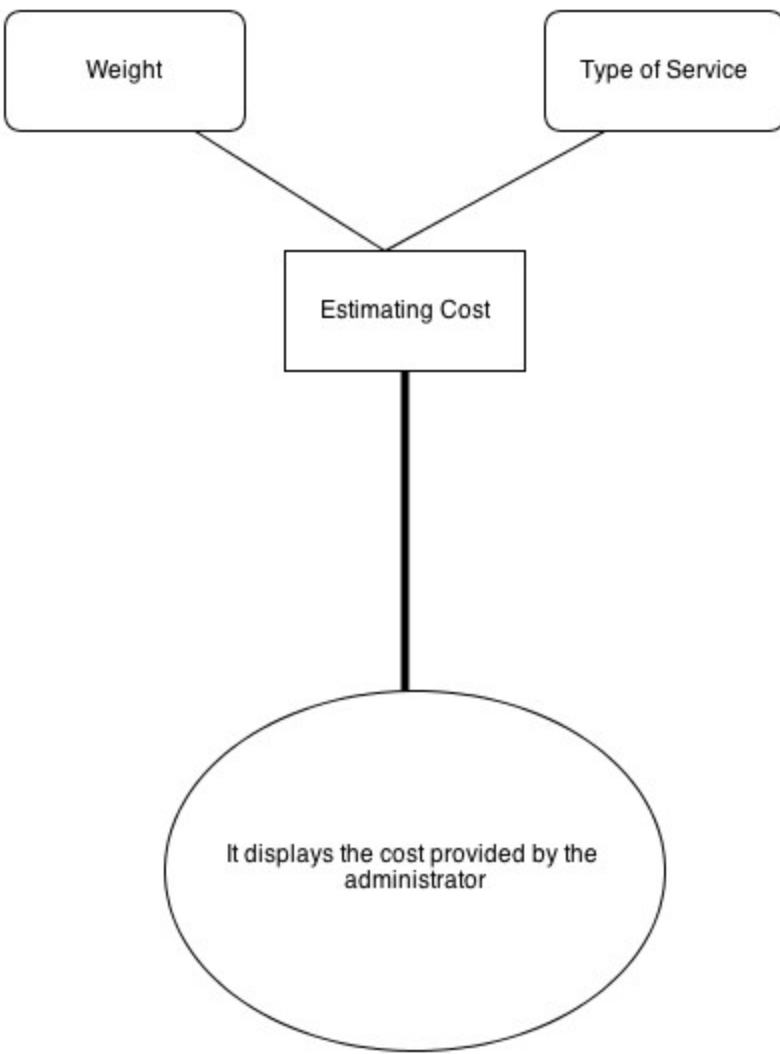 Weight
Type of Service
Estimating Cost
It displays the cost provided by the
administrator